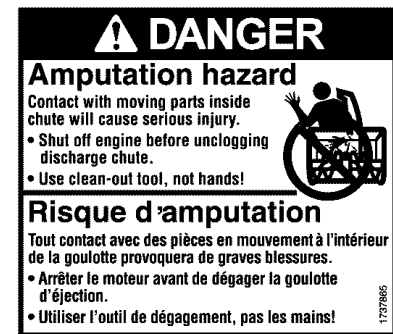 DANGER
Amputation hazard
Contact with moving parts inside
chute will cause serious injury.
• Shut off engine before unclogging
discharge chute.
• Use clean-out tool, not hands!
Risque d'amputation
Tout contact avec des pièces en mouvement à l'intérieur
de la goulotte provoquera de graves blessures.
• Arrêter le moteur avant de dégager la goulotte
d'éjection.
• Utiliser l'outil de dégagement, pas les mains!
1737865